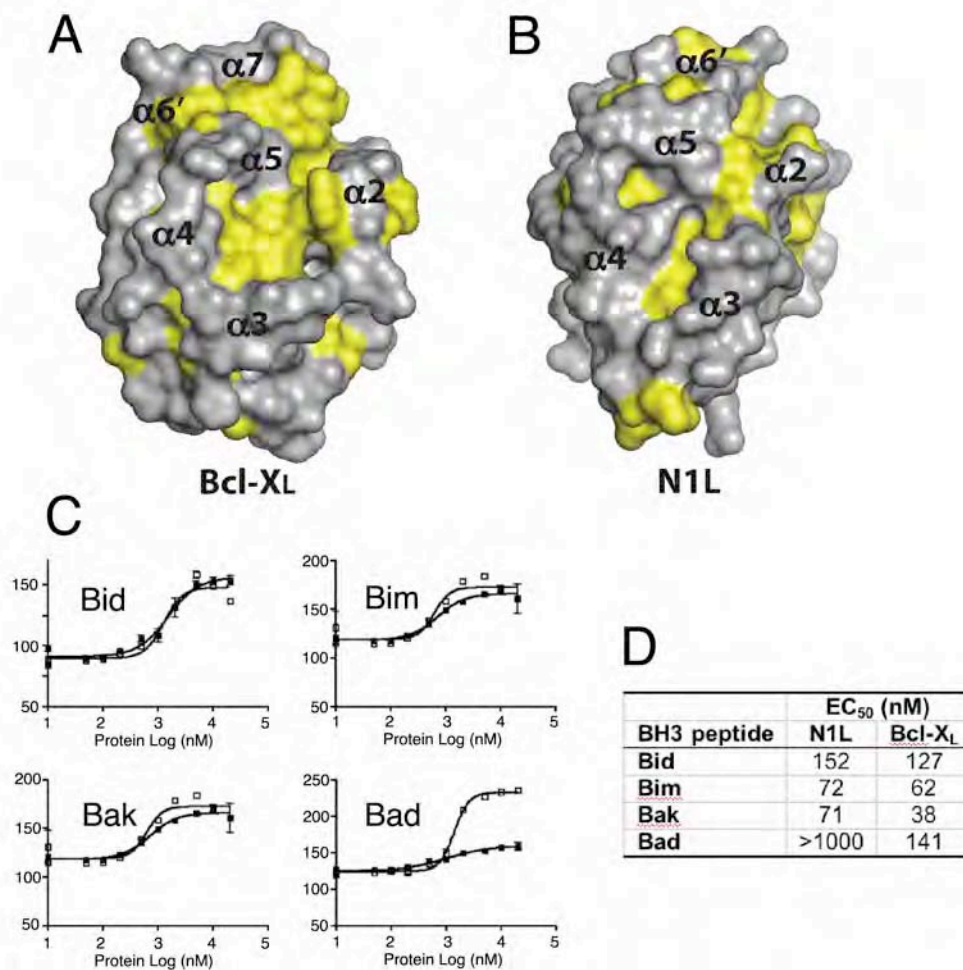 A
B
α7
α6'
α5
α2
α4
α3
Bcl-XL
α6'
α5
α2
α4
α3
N1L
C
Bid
150
100
50
1 2 3 4 5
Protein Log (nM)
Bim
200
150
100
50
1 2 3 4 5
Protein Log (nM)
Bak
200
150
100
50
1 2 3 4 5
Protein Log (nM)
Bad
250
200
150
100
50
1 2 3 4 5
Protein Log (nM)
D
EC50 (nM)
BH3 peptide N1L Bcl-XL
Bid 152 127
Bim 72 62
Bak 71 38
Bad >1000 141